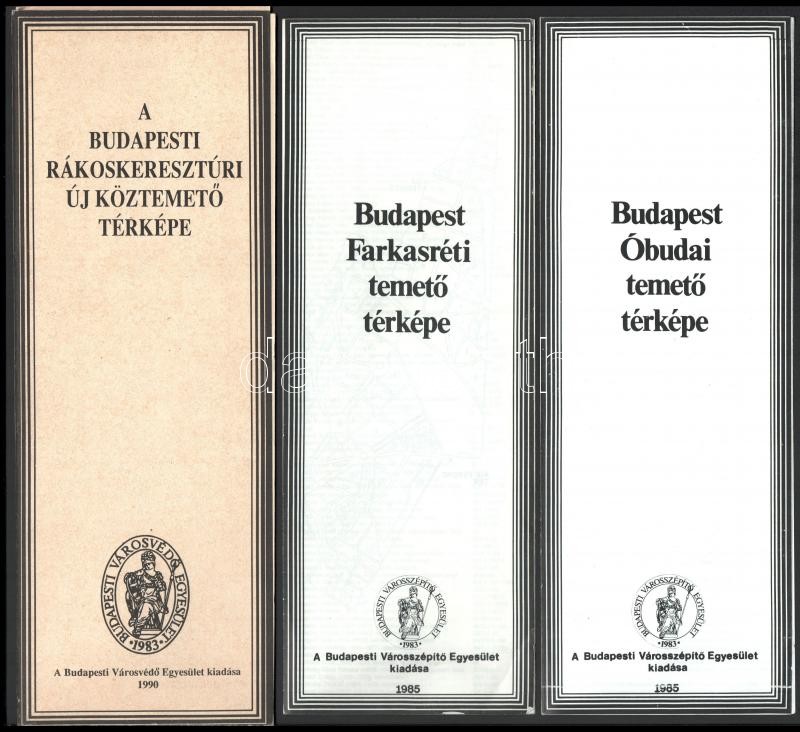 A
BUDAPESTI
RÁKOSKERESZTÚRI
ÚJ KÖZTEMETŐ
TÉRKÉPE
BUDAPESTI VÁROSVÉDŐ EGYESÜLET
•1983•
A Budapesti Városvédő Egyesület kiadása
1990
Budapest
Farkasréti
temető
térképe
BUDAPESTI VÁROSSZÉPÍTŐ EGYESÜLET
•1983•
A Budapesti Városszépítő Egyesület
kiadása
1985
Budapest
Óbudai
temető
térképe
BUDAPESTI VÁROSSZÉPÍTŐ EGYESÜLET
•1983•
A Budapesti Városszépítő Egyesület
kiadása
1985